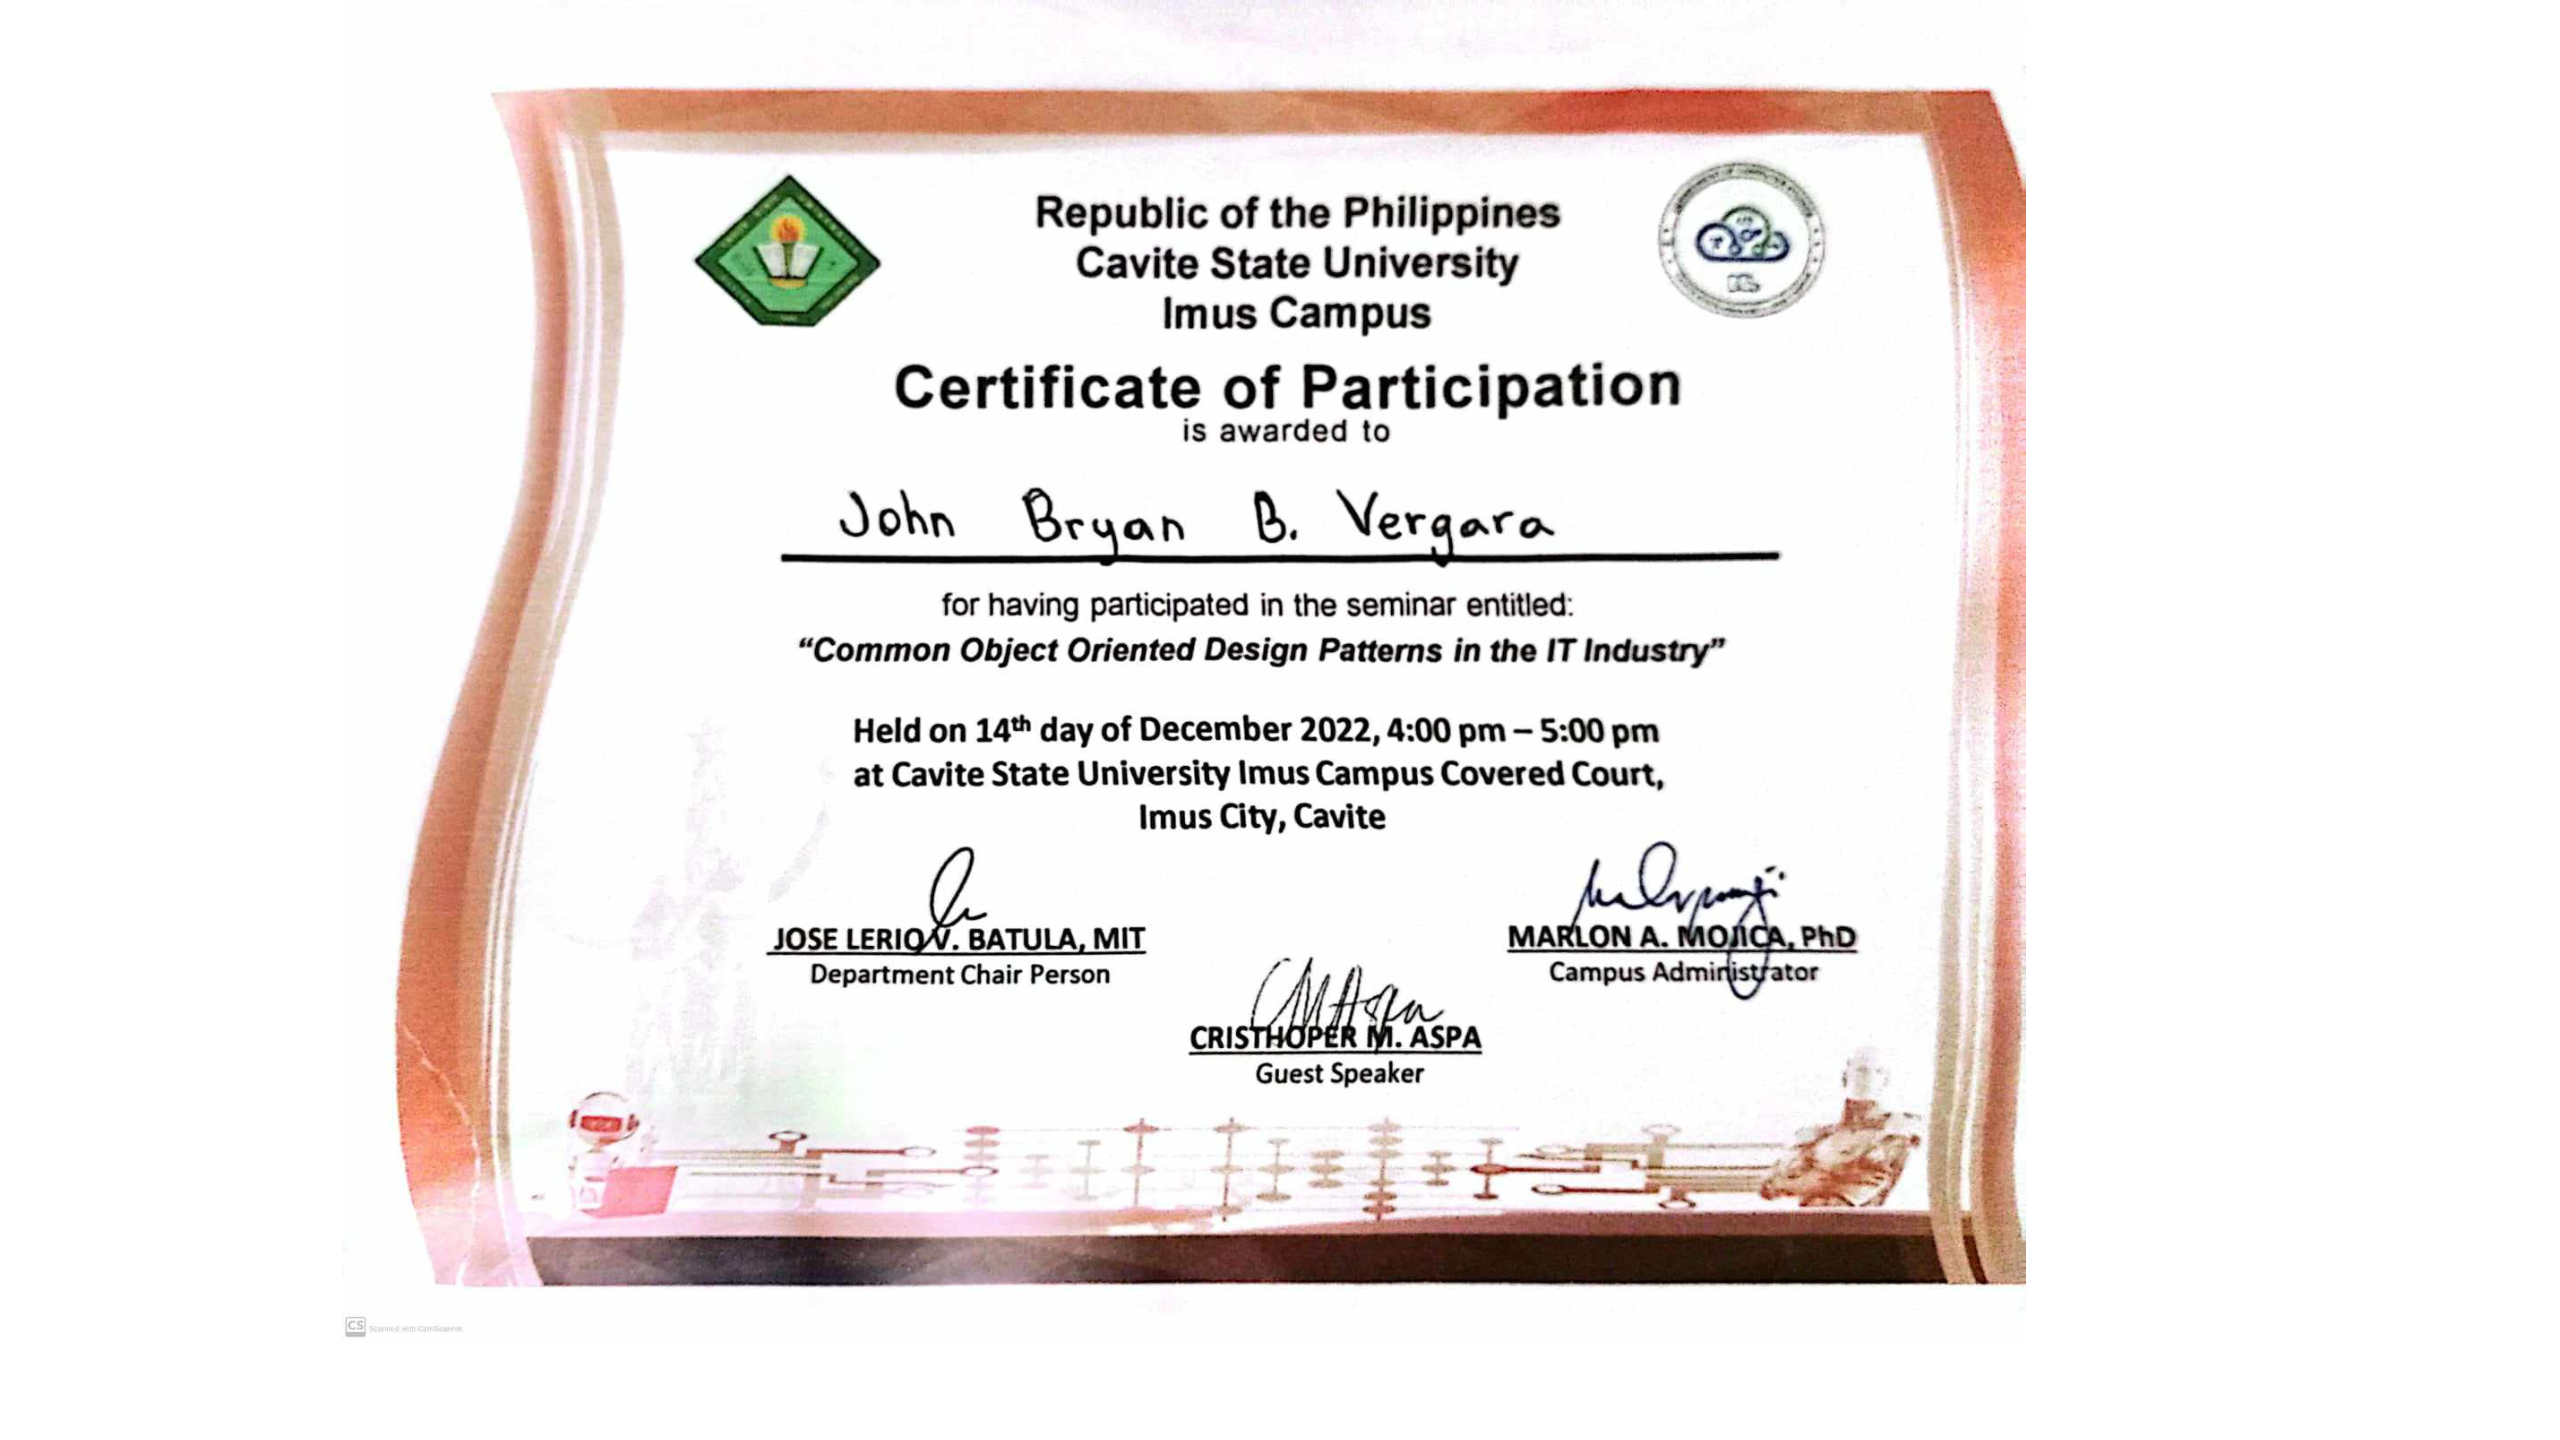 Republic of the Philippines
Cavite State University
Imus Campus
Certificate of Participation
is awarded to
John Bryan B. Vergara
for having participated in the seminar entitled:
“Common Object Oriented Design Patterns in the IT Industry”
Held on 14th day of December 2022, 4:00 pm – 5:00 pm
at Cavite State University Imus Campus Covered Court,
Imus City, Cavite
JOSE LERIO V. BATULA, MIT
Department Chair Person
MARLON A. MOJICA, PhD
Campus Administrator
CRISTHOPER M. ASPA
Guest Speaker
CS Scanned with CamScanner